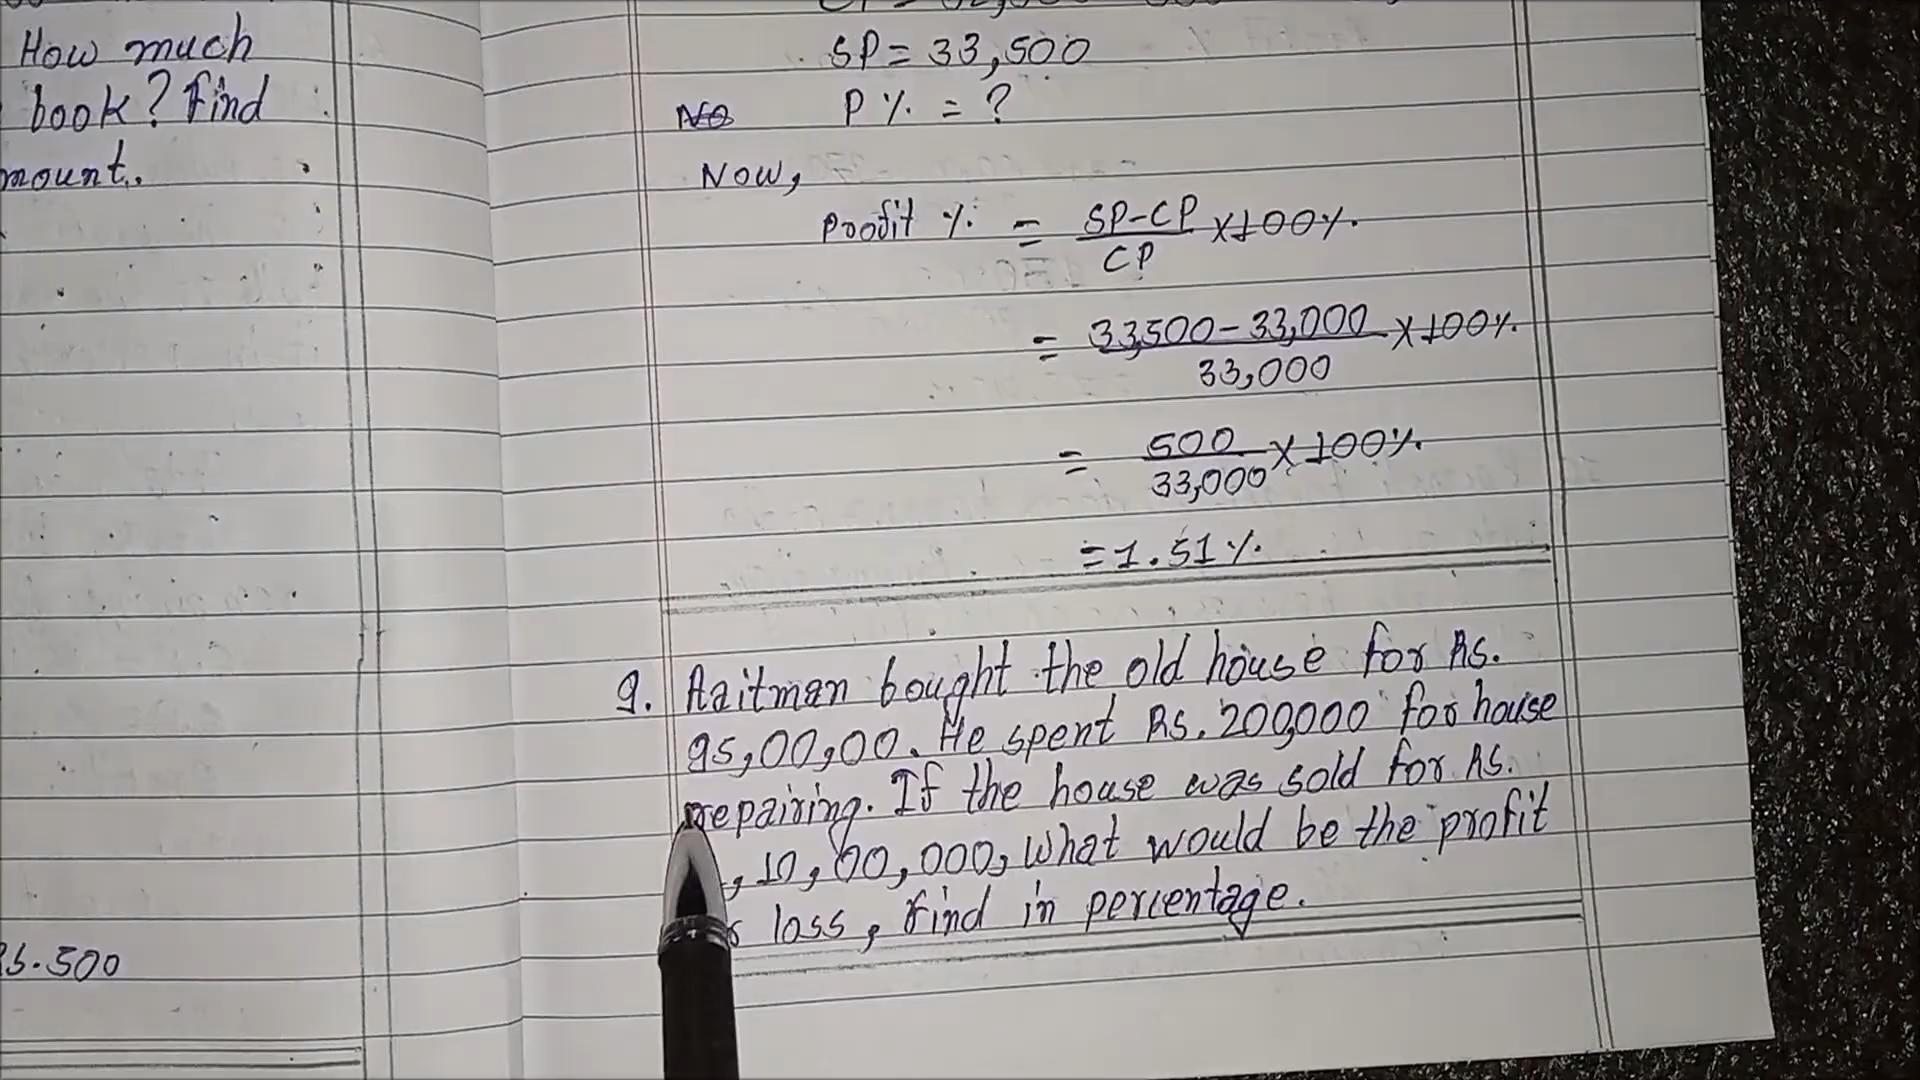 How much
book? Find
mount.
Rs.500
SP = 33,500
No P % = ?
Now,
Profit % = SP-CP/CP ×100%
= 33,500-33,000/33,000 ×100%
= 500/33,000 ×100%
= 1.51%
9. Aaitman bought the old house for Rs.
95,00,00. He spent Rs. 200,000 for house
repairing. If the house was sold for Rs.
, 10,00,000, What would be the profit
loss, find in percentage.